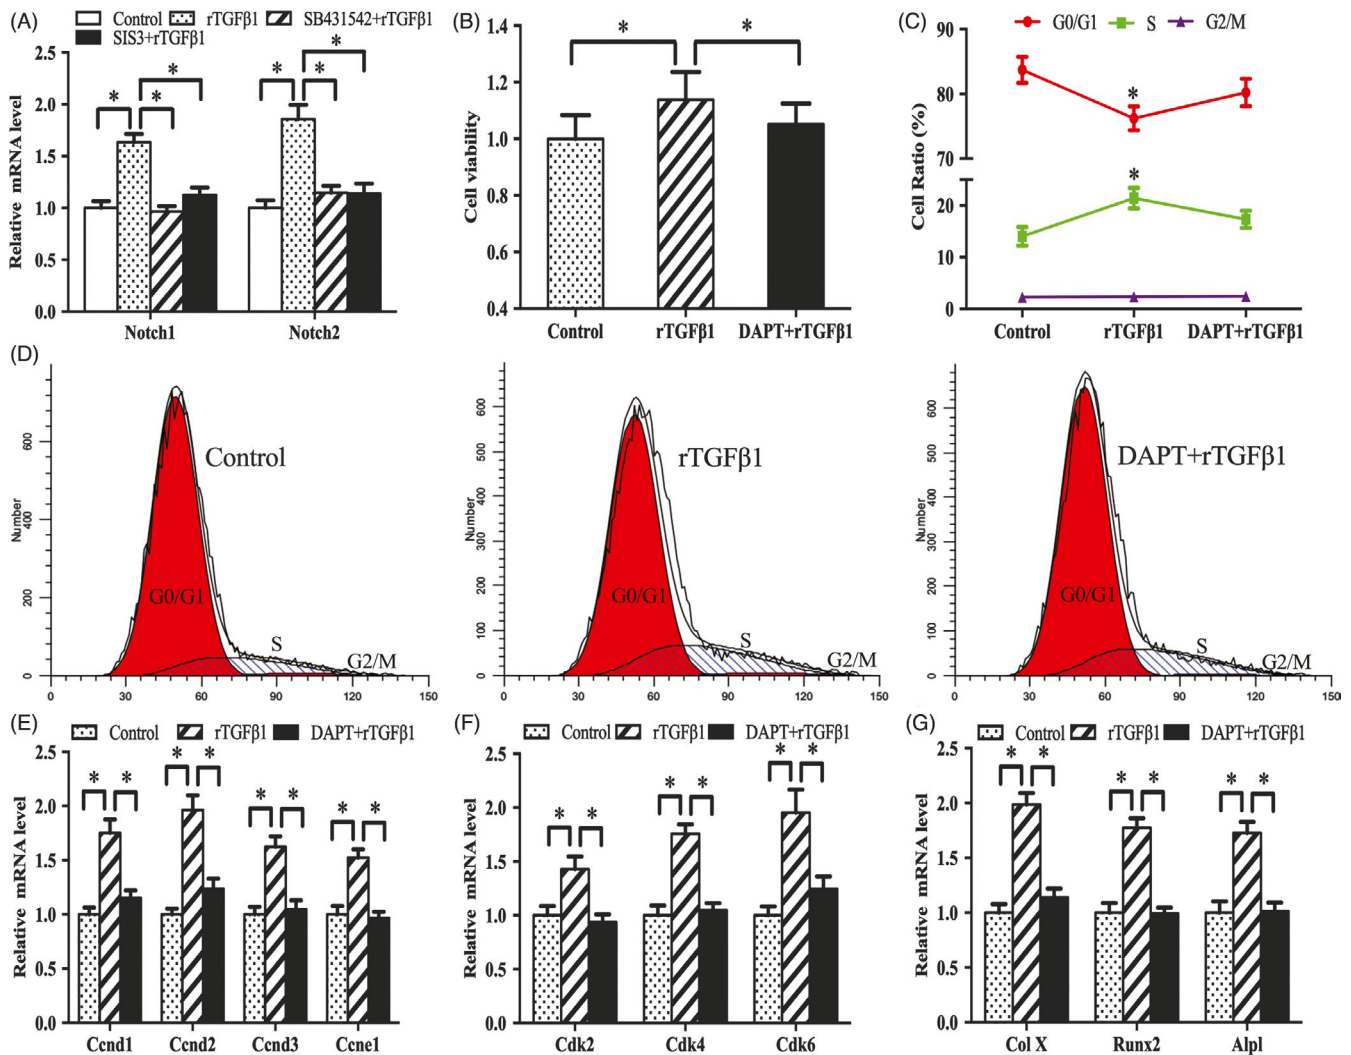 (A)
Control rTGFβ1 SB431542+rTGFβ1
SIS3+rTGFβ1
Relative mRNA level
2.5
2.0
1.5
1.0
0.5
0.0
* * * * * *
Notch1 Notch2
(B)
Cell viability
1.4
1.2
1.0
0.8
0.6
0.4
* *
Control rTGFβ1 DAPT+rTGFβ1
(C)
G0/G1 S G2/M
Cell Ratio (%)
90
80
70
20
10
0
*
*
Control rTGFβ1 DAPT+rTGFβ1
(D)
Number
600
400
200
0
Control
G0/G1
S
G2/M
0 30 60 90 120 150
Number
600
500
400
300
200
100
0
rTGFβ1
G0/G1
S
G2/M
0 30 60 90 120 150
Number
600
500
400
300
200
100
0
DAPT+rTGFβ1
G0/G1
S
G2/M
0 30 60 90 120 150
(E)
Control rTGFβ1 DAPT+rTGFβ1
Relative mRNA level
2.5
2.0
1.5
1.0
0.5
0.0
* * * * * * * *
Ccnd1 Ccnd2 Ccnd3 Ccne1
(F)
Control rTGFβ1 DAPT+rTGFβ1
Relative mRNA level
2.5
2.0
1.5
1.0
0.5
0.0
* * * * * *
Cdk2 Cdk4 Cdk6
(G)
Control rTGFβ1 DAPT+rTGFβ1
Relative mRNA level
2.5
2.0
1.5
1.0
0.5
0.0
* * * * * *
Col X Runx2 Alpl